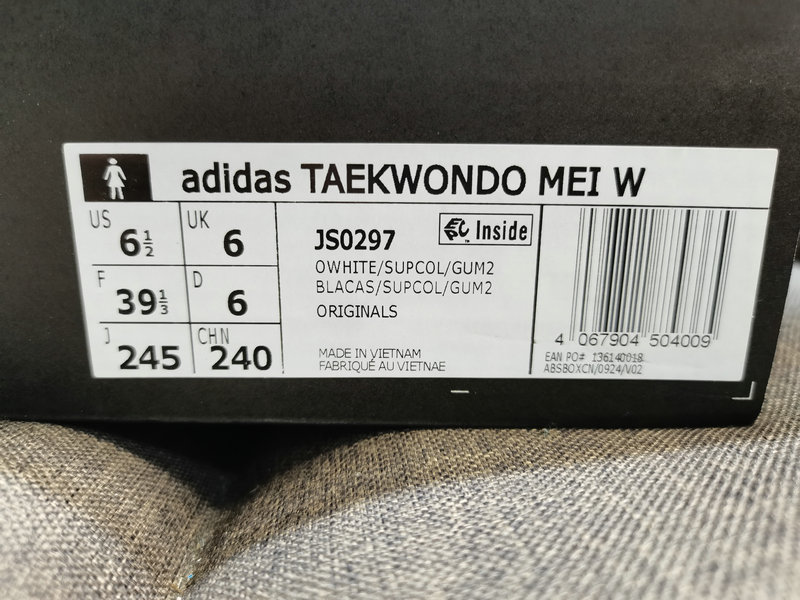 adidas TAEKWONDO MEI W
US 6½ UK 6
F 39⅓ D 6
J 245 CHN 240
JS0297
EPC Inside
OWHITE/SUPCOL/GUM2
BLACAS/SUPCOL/GUM2
ORIGINALS
MADE IN VIETNAM
FABRIQUÉ AU VIETNAE
4 067904 504009
EAN PO# 136140018
ABSBOXCN/0924/V02